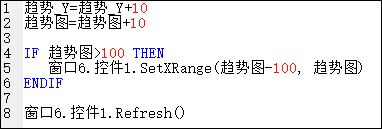 1 趋势_Y=趋势_Y+10
2 趋势图=趋势图+10
3
4 IF 趋势图>100 THEN
5 窗口6.控件1.SetXRange(趋势图-100, 趋势图)
6 ENDIF
7
8 窗口6.控件1.Refresh()